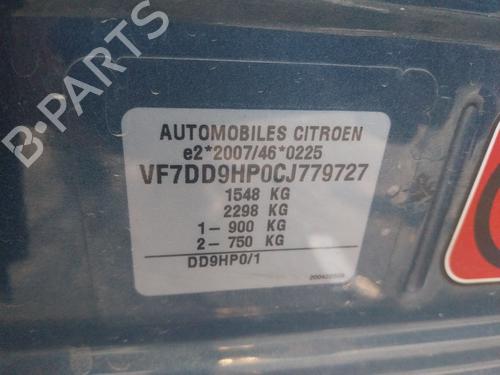 AUTOMOBILES CITROEN
e2*2007/46*0225
VF7DD9HP0CJ779727
1548 KG
2298 KG
1- 900 KG
2- 750 KG
DD9HP0/1